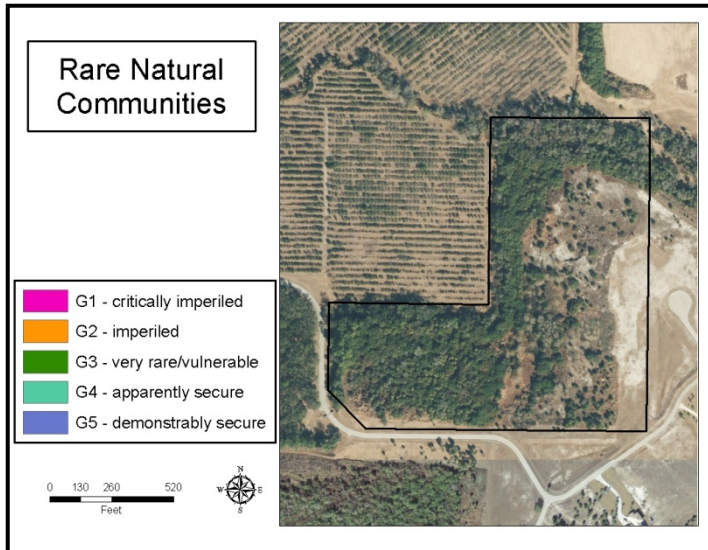 Rare Natural
Communities
G1 - critically imperiled
G2 - imperiled
G3 - very rare/vulnerable
G4 - apparently secure
G5 - demonstrably secure
0 130 260 520
Feet
N
W E
S